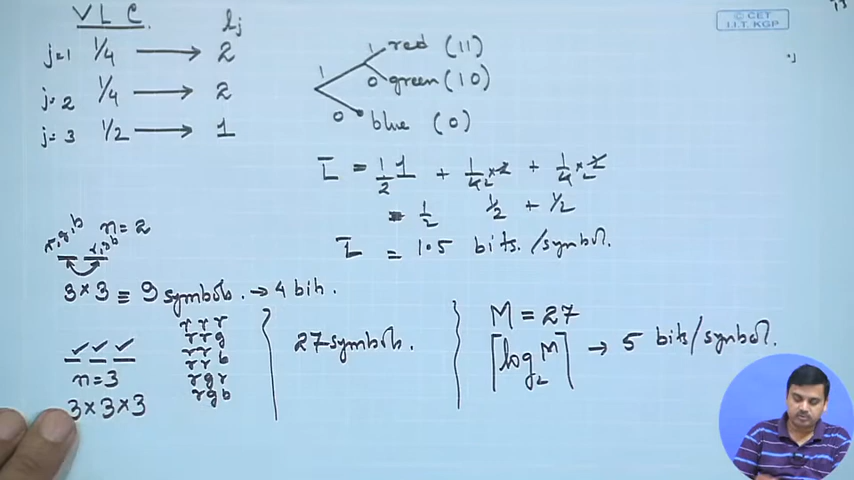 VLC. lj
© CET
I.I.T. KGP
j=1 1/4 → 2
j=2 1/4 → 2
j=3 1/2 → 1
1 1 red (11)
0 green (10)
0 blue (0)
L̄ = 1/2 1 + 1/4 × 2 + 1/4 × 2
= 1/2 1/2 + 1/2
L̄ = 1.5 bits. /symbol.
r,g,b n=2
3×3 ≡ 9 symbols. → 4 bits.
n=3
3×3×3
r r r
r r g
r r b
r g r
r g b
27 symbols.
M = 27
⌈log₂M⌉ → 5 bits/symbol.